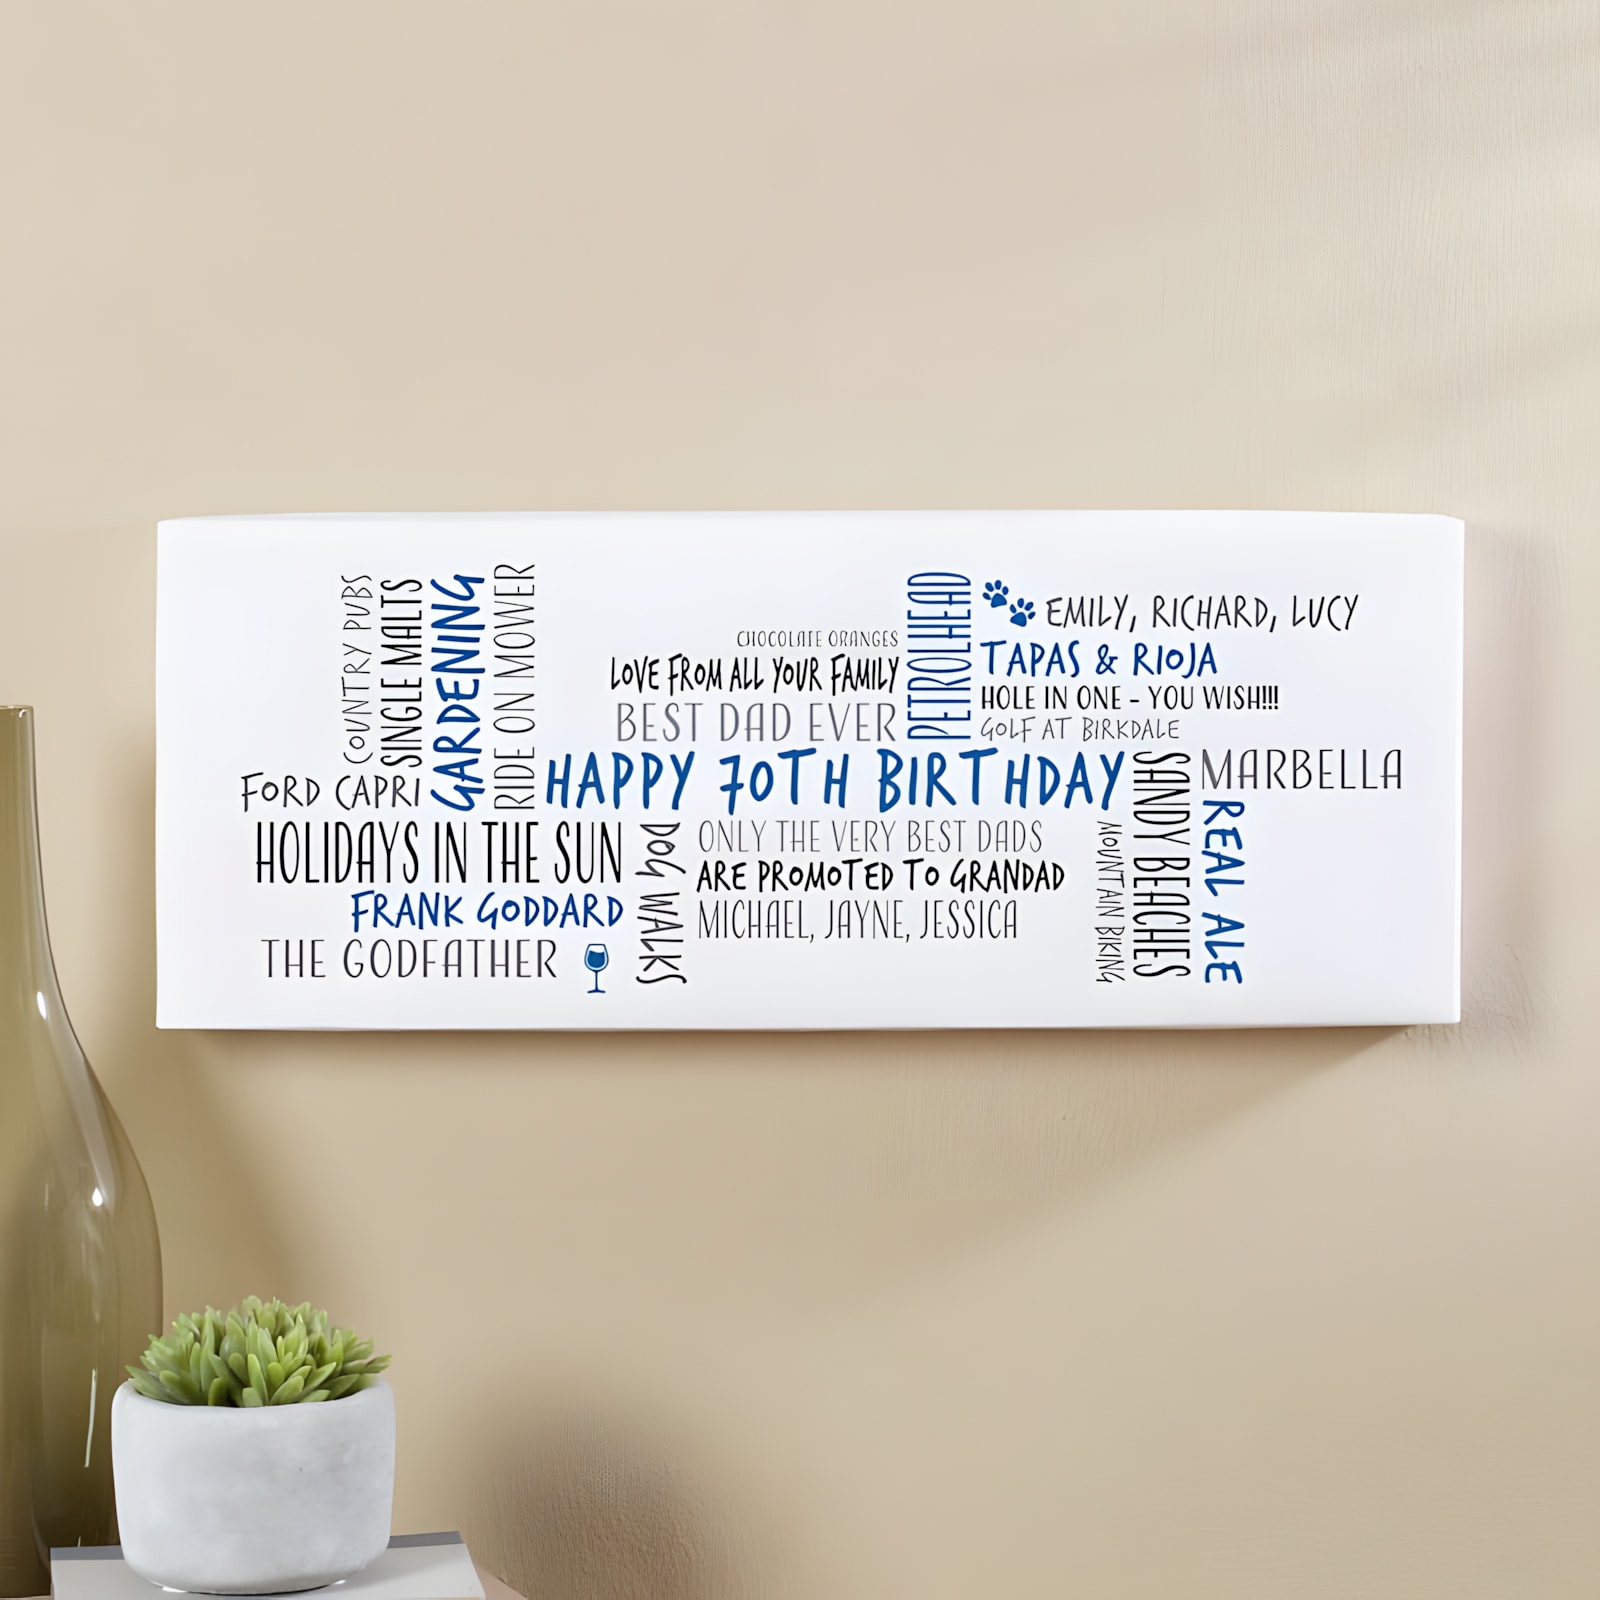 COUNTRY PUBS
SINGLE MALTS
GARDENING
RIDE ON MOVER
FORD CAPRI
HOLIDAYS IN THE SUN
FRANK GODDARD
THE GODFATHER
CHOCOLATE ORANGES
LOVE FROM ALL YOUR FAMILY
BEST DAD EVER
PETROLHEAD
EMILY, RICHARD, LUCY
TAPAS & RIOJA
HOLE IN ONE - YOU WISH!!!
GOLF AT BIRKDALE
HAPPY 70TH BIRTHDAY
DOG WALKS
ONLY THE VERY BEST DADS
ARE PROMOTED TO GRANDAD
MICHAEL, JAYNE, JESSICA
MOUNTAIN BIKING
SANDY BEACHES
MARBELLA
REAL ALE